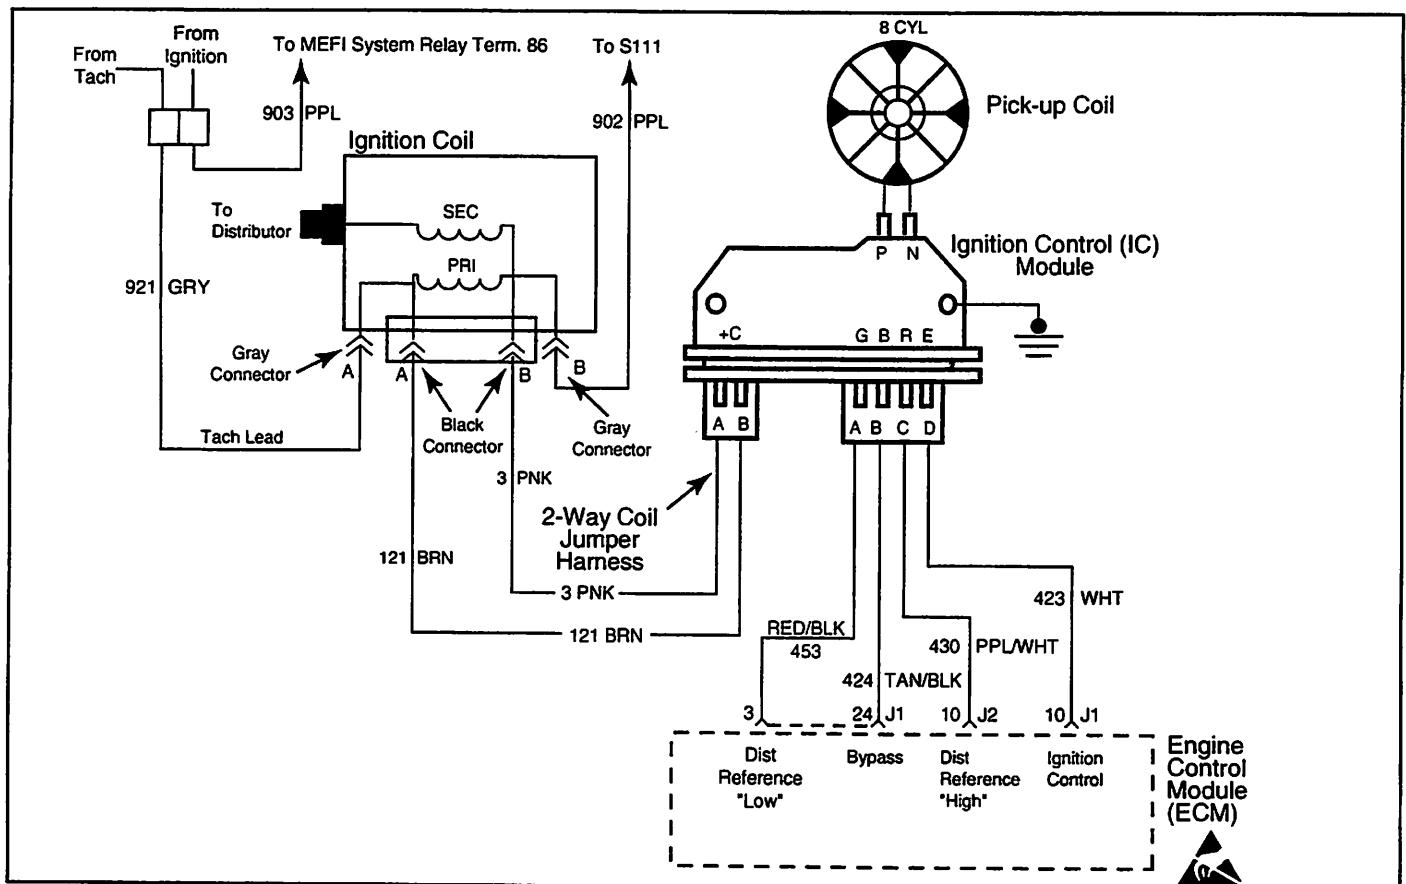 From
Tach
From
Ignition
To MEFI System Relay Term. 86
To S111
8 CYL
Pick-up Coil
903 PPL
902 PPL
Ignition Coil
To
Distributor
SEC
PRI
921 GRY
P N
Ignition Control (IC)
Module
+C
G B R E
Gray
Connector
A
A
B
B
Black
Connector
Gray
Connector
Tach Lead
A B
A B C D
3 PNK
2-Way Coil
Jumper
Harness
121 BRN
3 PNK
121 BRN
RED/BLK
453
424 TAN/BLK
430 PPL/WHT
423 WHT
3
24 J1
10 J2
10 J1
Dist
Reference
"Low"
Bypass
Dist
Reference
"High"
Ignition
Control
Engine
Control
Module
(ECM)